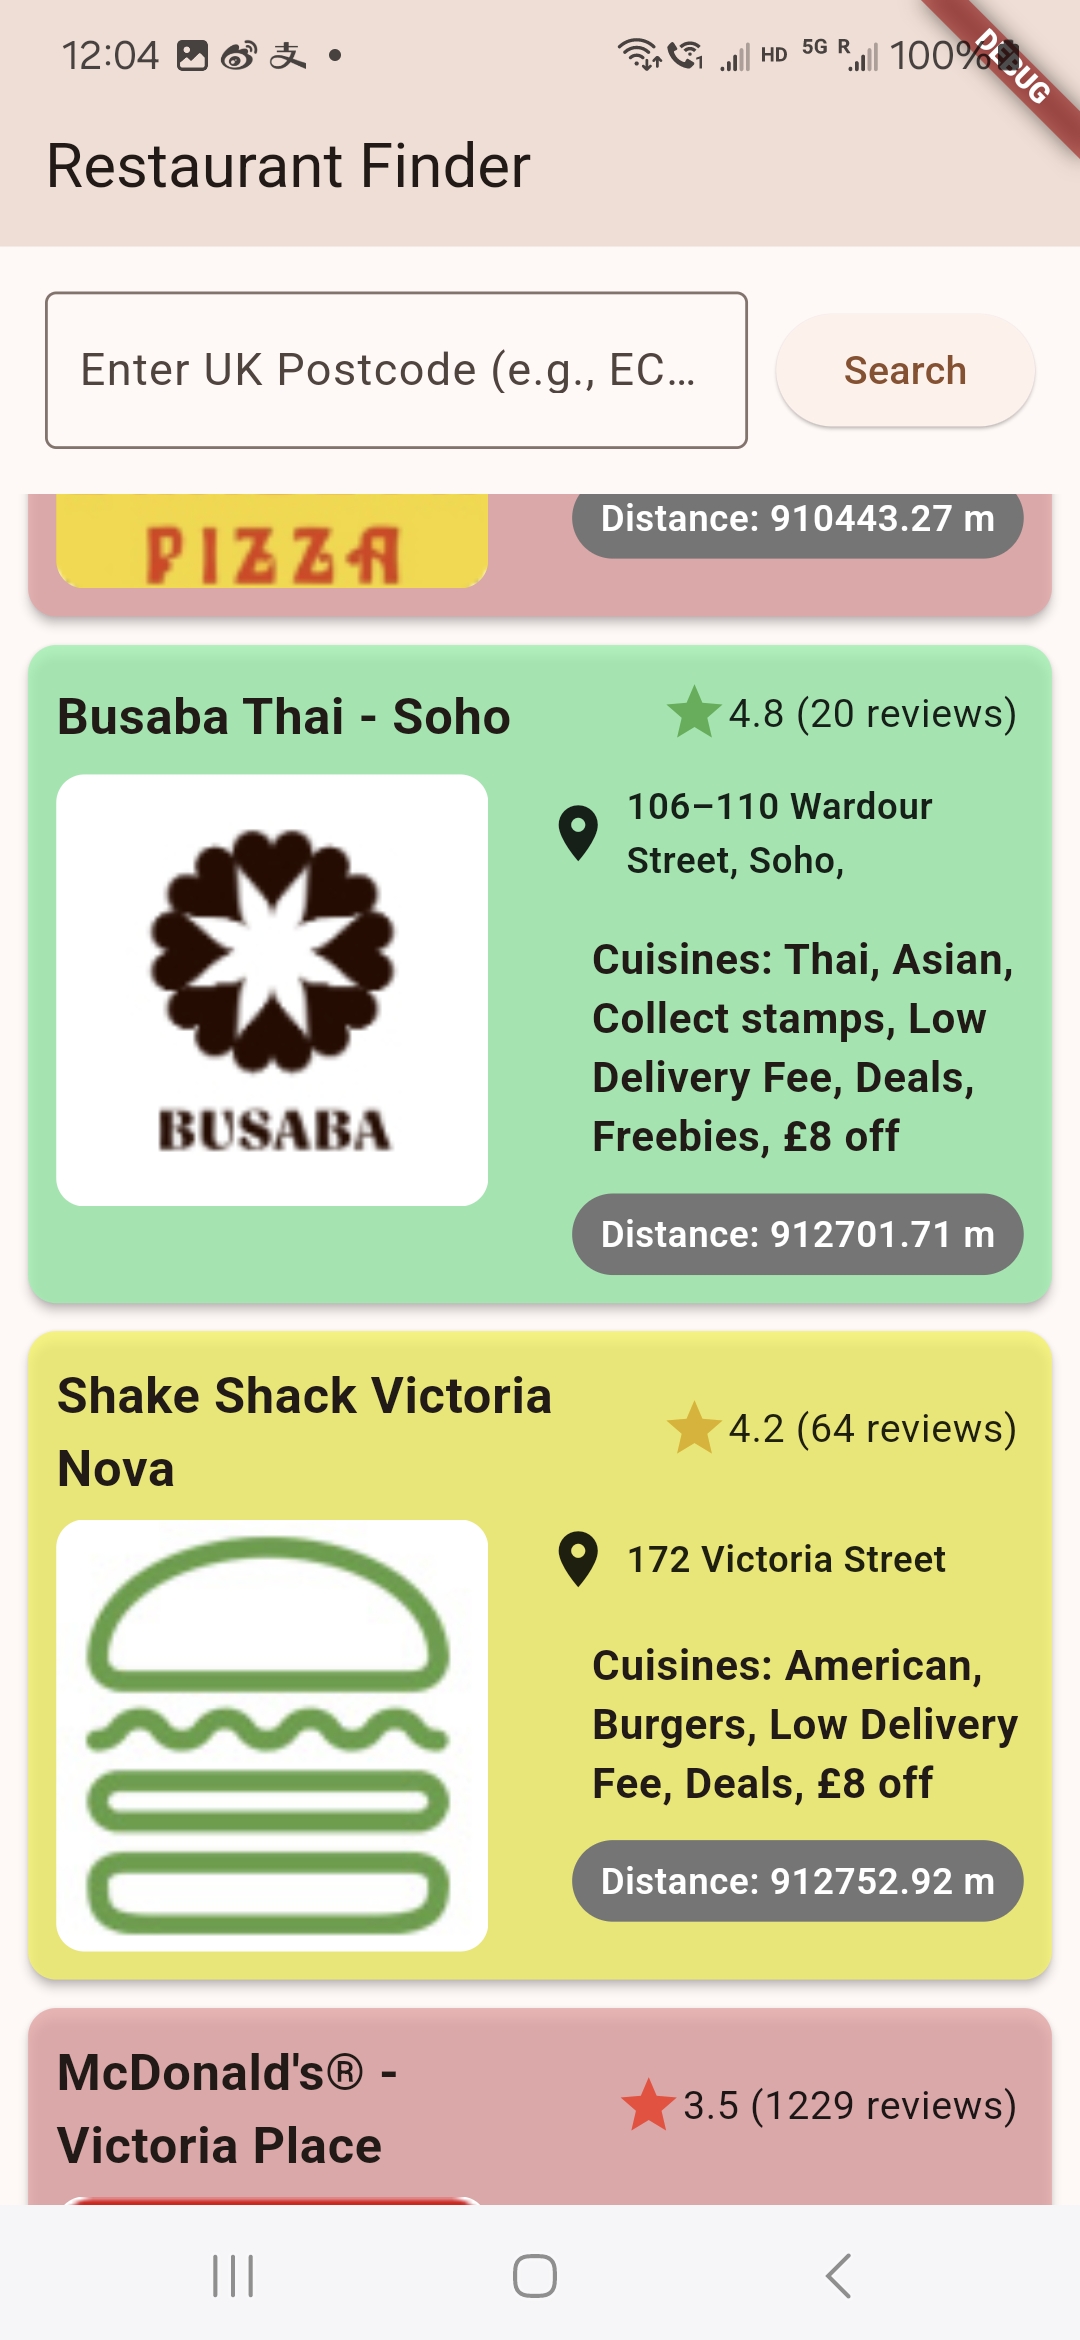 12:04 支 1 HD 5G R 100%
DEBUG
Restaurant Finder
Enter UK Postcode (e.g., EC…
Search
PIZZA
Distance: 910443.27 m
Busaba Thai - Soho
4.8 (20 reviews)
BUSABA
106–110 Wardour
Street, Soho,
Cuisines: Thai, Asian,
Collect stamps, Low
Delivery Fee, Deals,
Freebies, £8 off
Distance: 912701.71 m
Shake Shack Victoria
Nova
4.2 (64 reviews)
172 Victoria Street
Cuisines: American,
Burgers, Low Delivery
Fee, Deals, £8 off
Distance: 912752.92 m
McDonald's® -
Victoria Place
3.5 (1229 reviews)